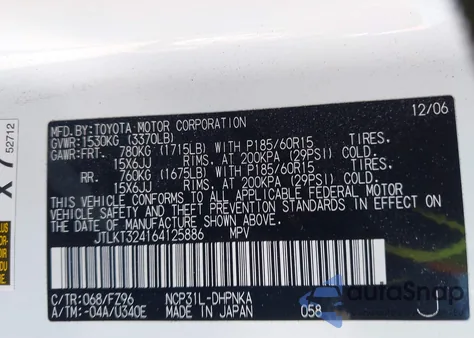 12/06
MFD.BY:TOYOTA MOTOR CORPORATION
GVWR:1530KG (3370LB)
GAWR:FRT. 780KG (1715LB) WITH P185/60R15 TIRES.
15X6JJ RIMS. AT 200KPA (29PSI) COLD.
RR. 760KG (1675LB) WITH P185/60R15 TIRES.
15X6JJ RIMS. AT 200KPA (29PSI) COLD.
THIS VEHICLE CONFORMS TO ALL APPLICABLE FEDERAL MOTOR
VEHICLE SAFETY AND BUMPER STANDARDS IN EFFECT ON
THE DATE OF MANUFACTURE SHOWN ABOVE.
JTLKT324164125886 MPV
C/TR:068/FZ96 NCP31L-DHPNKA
A/TM:-04A/U340E MADE IN JAPAN 058 J
X 7
52712
AutoSnap